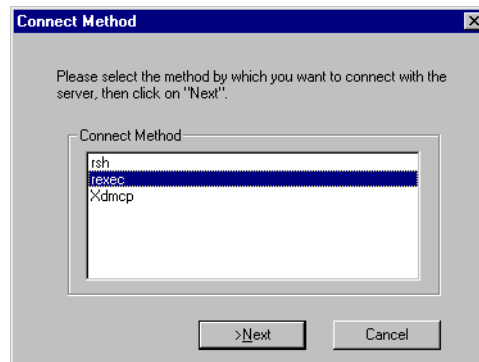 Connect Method
Please select the method by which you want to connect with the
server, then click on "Next".
Connect Method
rsh
rexec
Xdmcp
>Next
Cancel